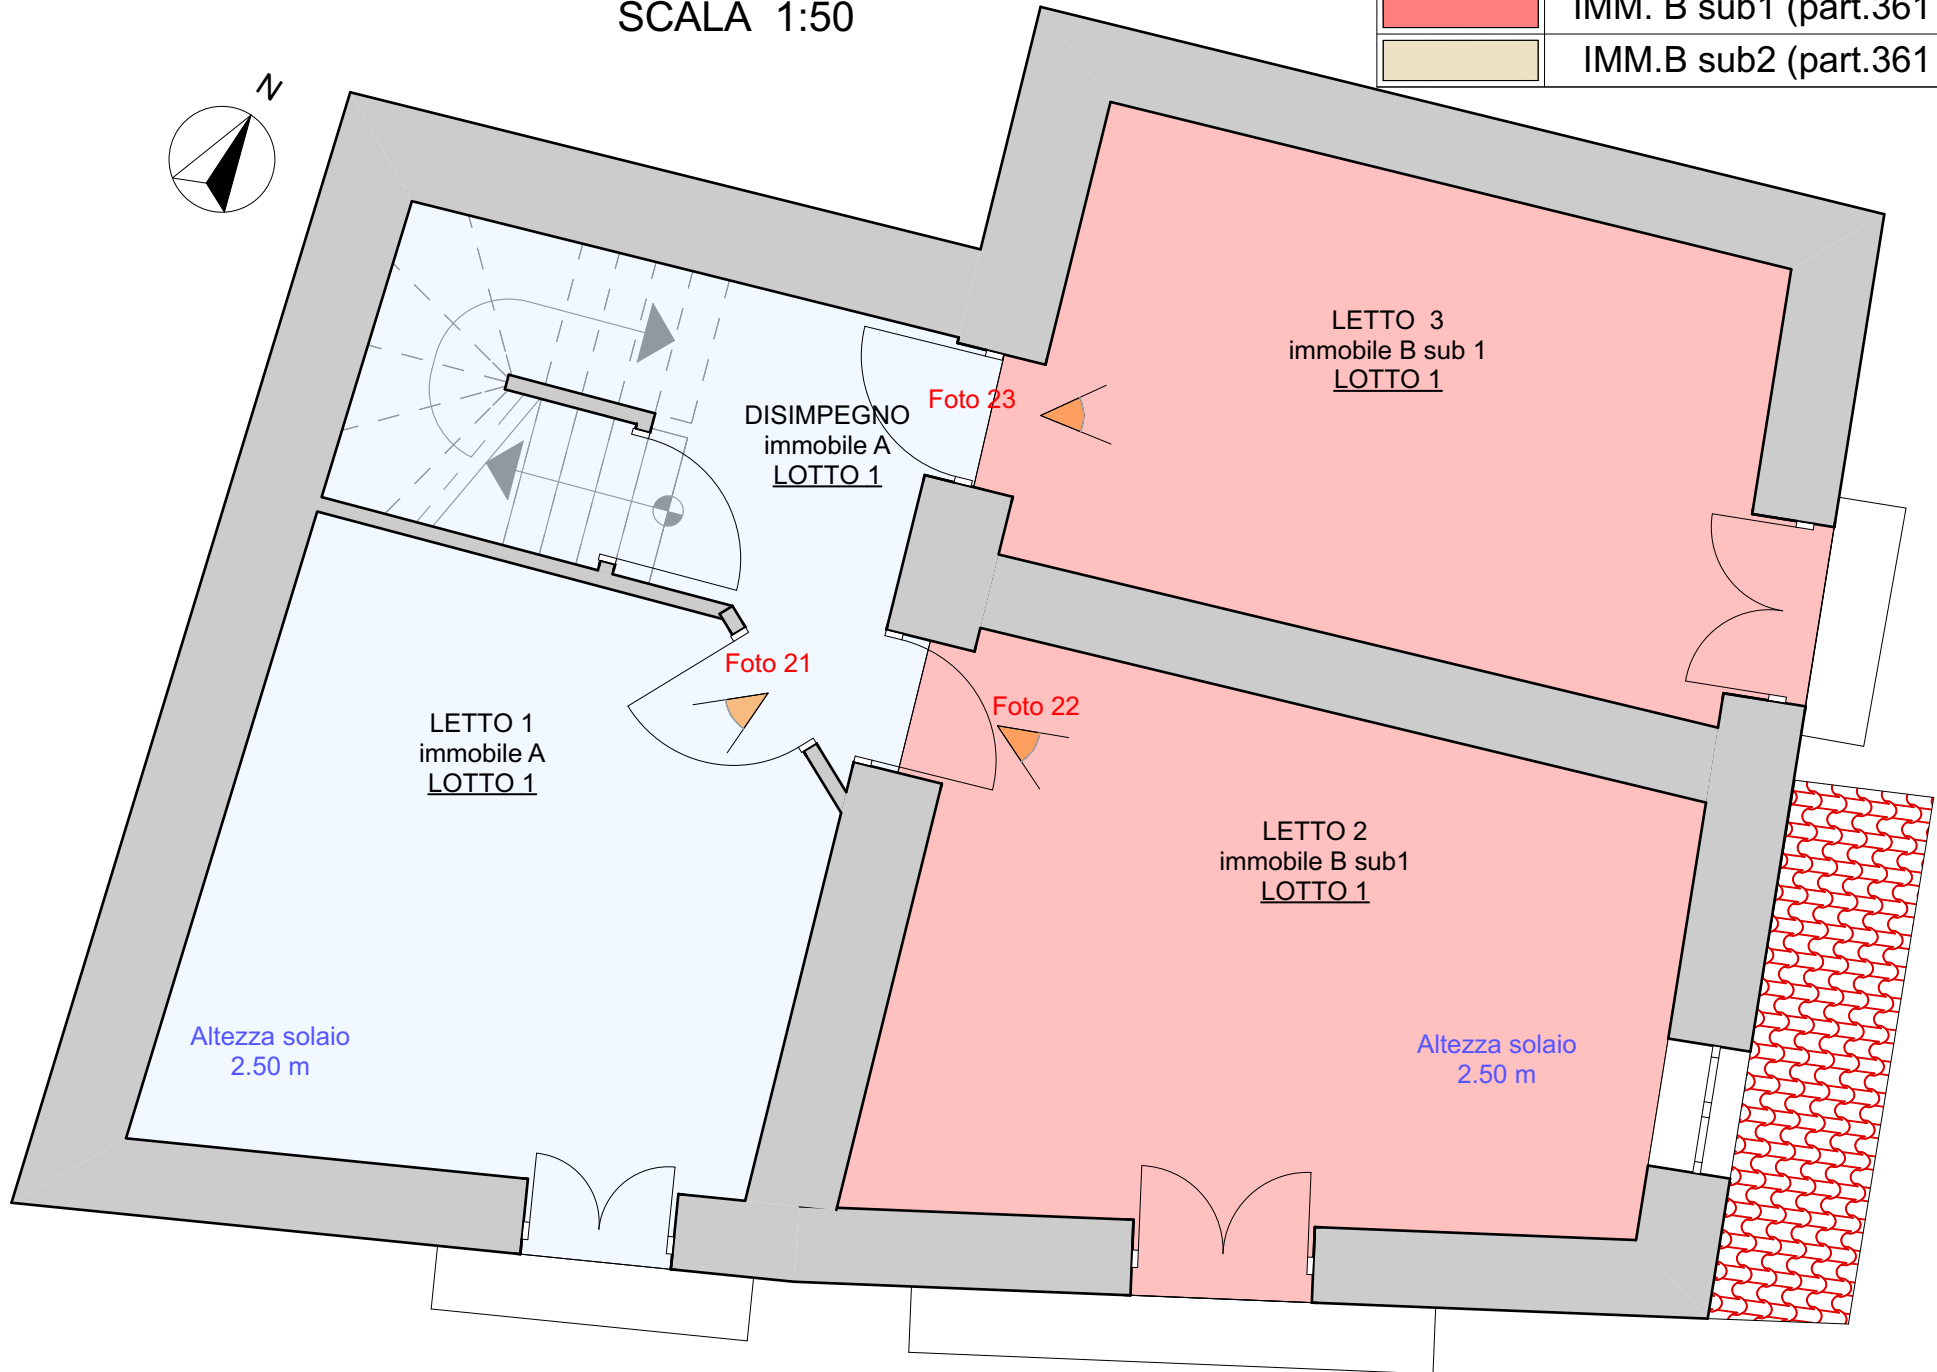 SCALA 1:50
IMM. B sub1 (part.361
IMM.B sub2 (part.361
N
LETTO 3
immobile B sub 1
LOTTO 1
Foto 23
DISIMPEGNO
immobile A
LOTTO 1
Foto 21
Foto 22
LETTO 1
immobile A
LOTTO 1
LETTO 2
immobile B sub1
LOTTO 1
Altezza solaio
2.50 m
Altezza solaio
2.50 m